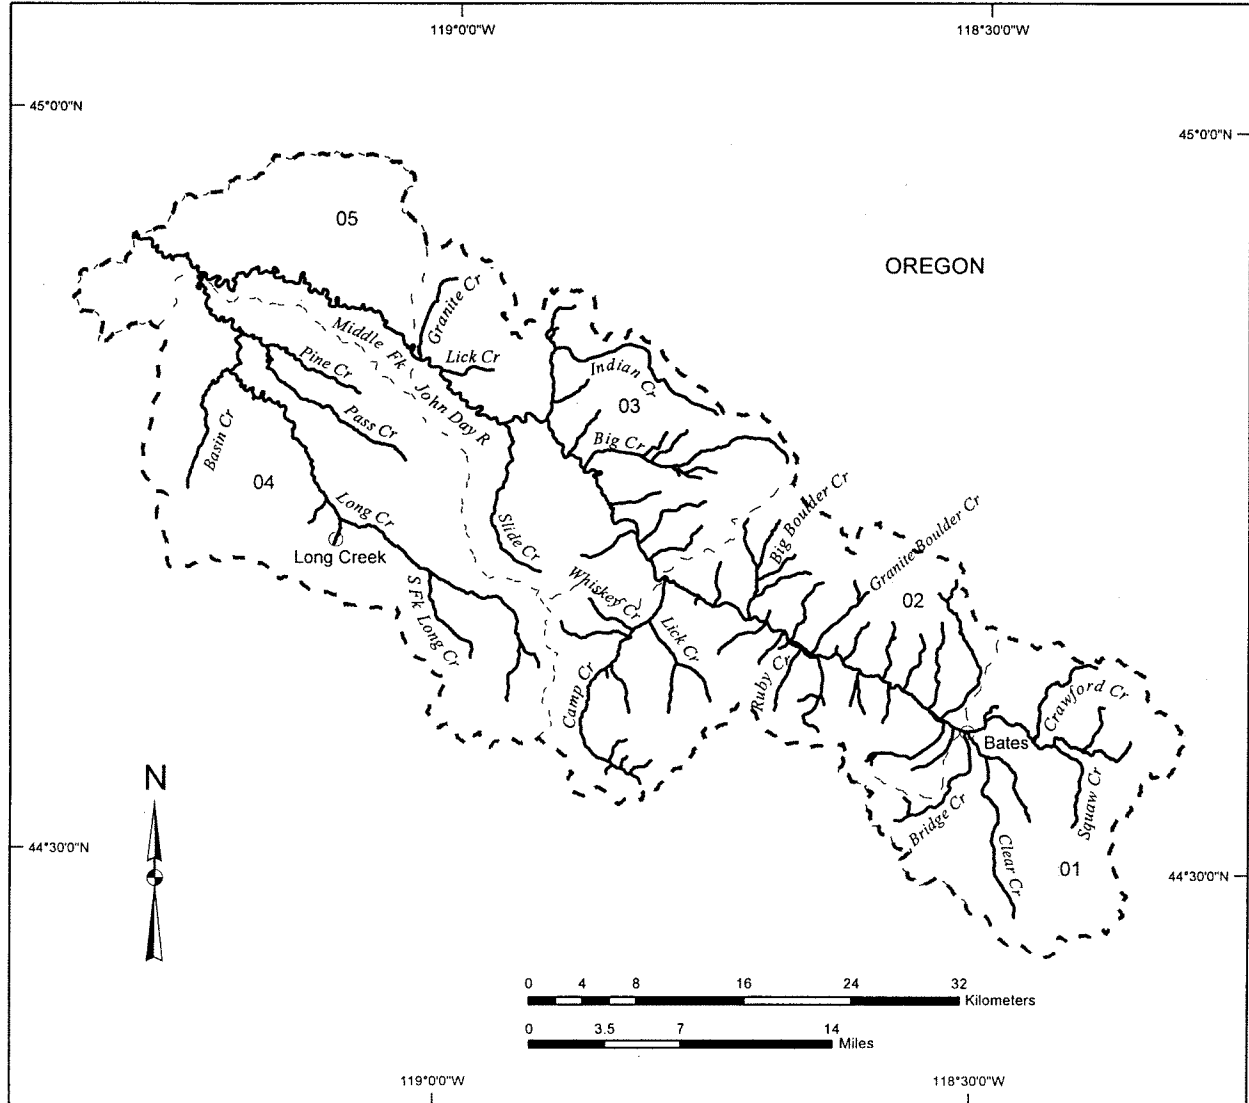 119°0'0"W
118°30'0"W
45°0'0"N
45°0'0"N
05
OREGON
Granite Cr
Middle Fk John Day R
Lick Cr
Pine Cr
Indian Cr
03
Pass Cr
Big Cr
Basin Cr
04
Long Cr
Big Boulder Cr
Slide Cr
Granite Boulder Cr
Long Creek
Whiskey Cr
02
S Fk Long Cr
Lick Cr
Camp Cr
Ruby Cr
Crawford Cr
Bates
Squaw Cr
Bridge Cr
Clear Cr
01
N
44°30'0"N
44°30'0"N
0 4 8 16 24 32
Kilometers
0 3.5 7 14
Miles
119°0'0"W
118°30'0"W